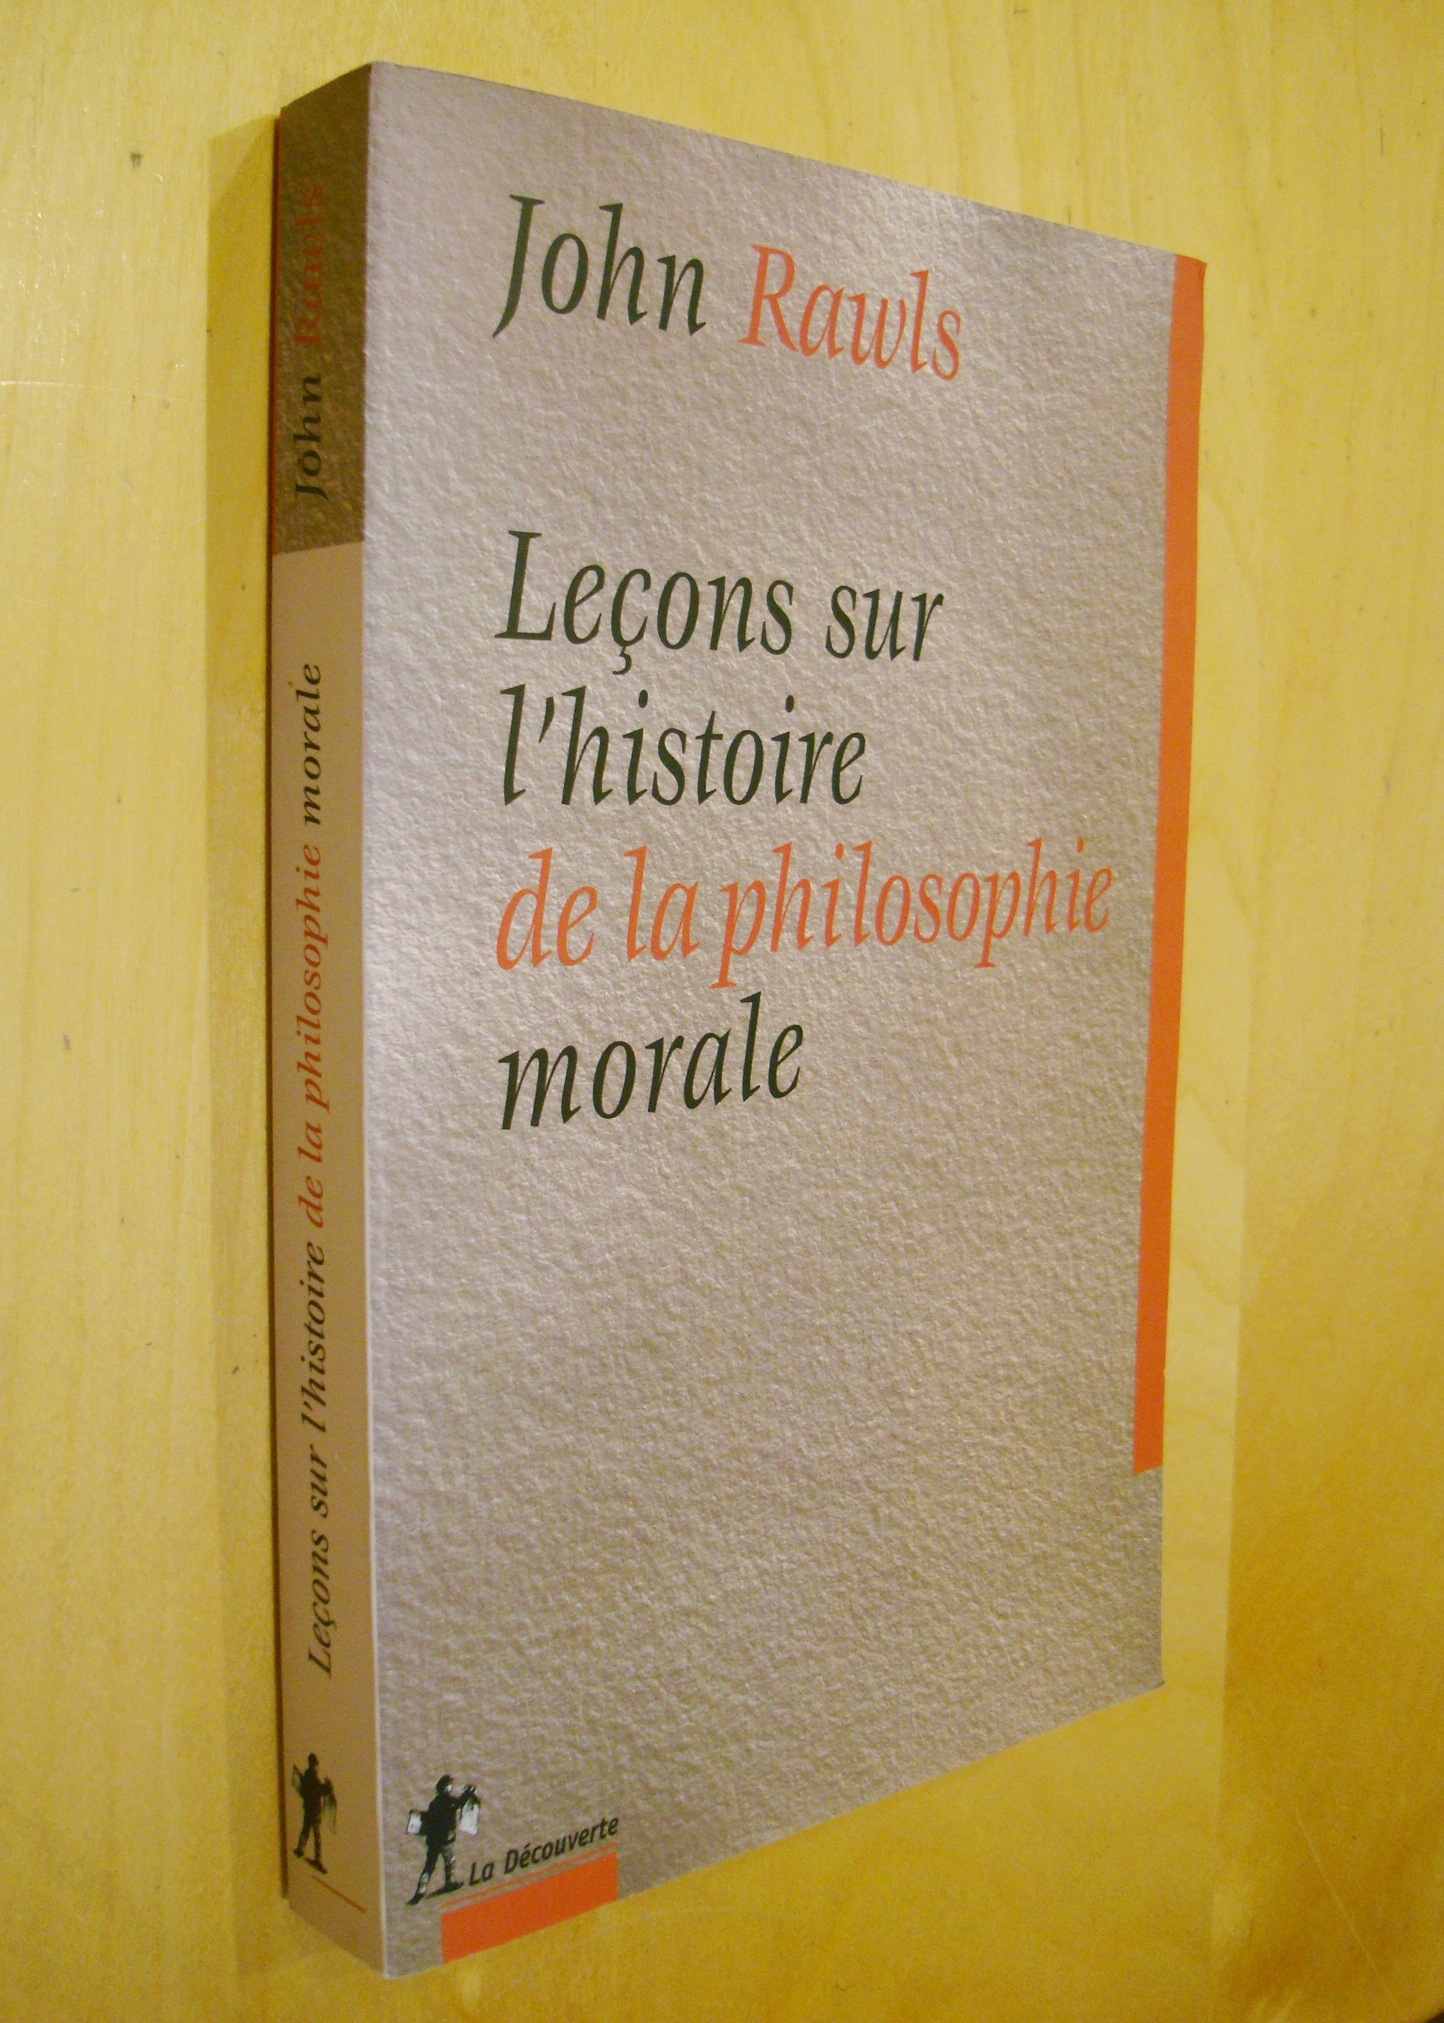 John Rawls
Leçons sur
l'histoire
de la philosophie
morale
La Découverte
Leçons sur l'histoire de la philosophie morale John Rawls